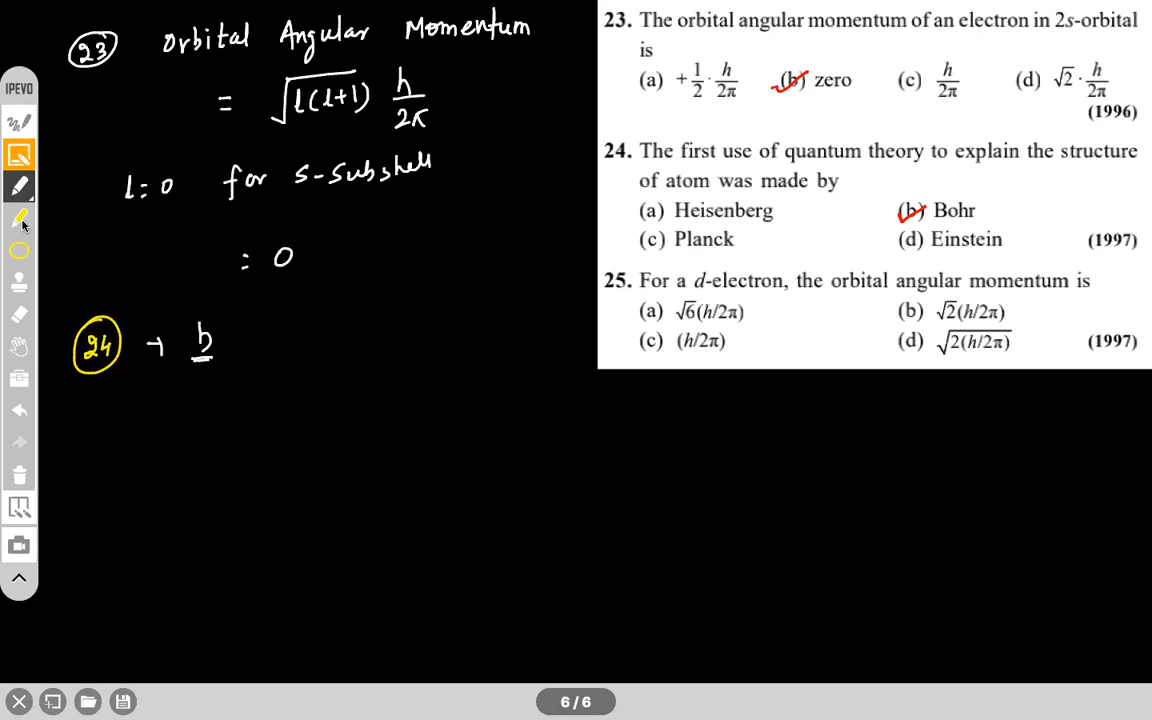 23 Orbital Angular Momentum
= √l(l+1) h/2π
l=0 for s-subshell
= 0
24 → b
IPEVO
23. The orbital angular momentum of an electron in 2s-orbital
is
(a) +1/2·h/2π (b) zero (c) h/2π (d) √2·h/2π
(1996)
24. The first use of quantum theory to explain the structure
of atom was made by
(a) Heisenberg (b) Bohr
(c) Planck (d) Einstein (1997)
25. For a d-electron, the orbital angular momentum is
(a) √6(h/2π) (b) √2(h/2π)
(c) (h/2π) (d) √2(h/2π) (1997)
6/6